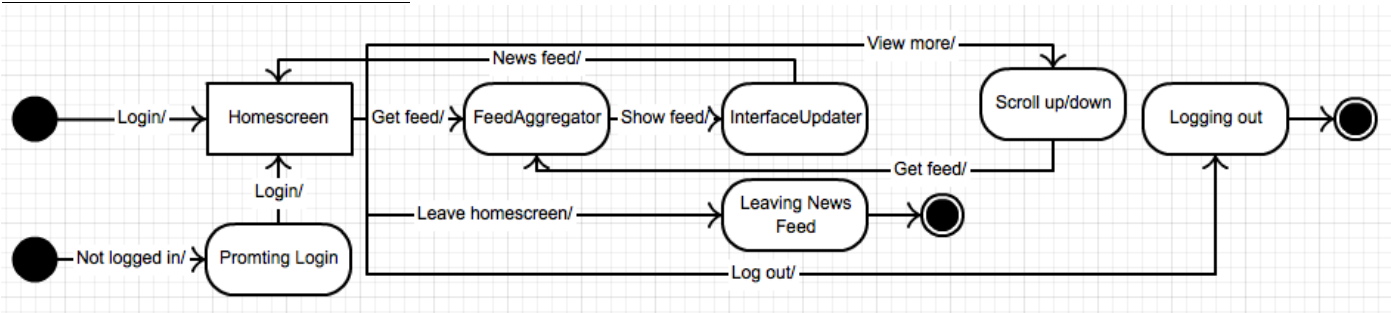 View more/
News feed/
Login/
Homescreen
Get feed/
FeedAggregator
Show feed/
InterfaceUpdater
Scroll up/down
Logging out
Get feed/
Login/
Leave homescreen/
Leaving News
Feed
Not logged in/
Promting Login
Log out/